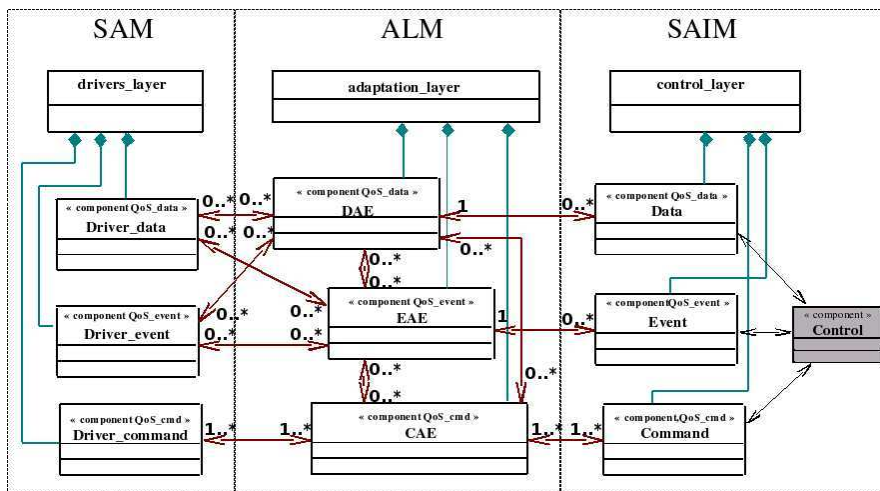 SAM ALM SAIM
drivers_layer
adaptation_layer
control_layer
« component QoS_data »
DAE
« component QoS_data »
Driver_data
« component QoS_data »
Data
0..* 0..*
1 0..*
0..* 0..*
0..*
0..*
0..*
« component QoS_event »
EAE
« component QoS_event »
Driver_event
« componentQoS_event »
Event
« component »
Control
0..*
0..*
0..* 0..*
1 0..*
0..*
0..*
0..*
« component QoS_cmd »
CAE
« component QoS_cmd »
Driver_command
« component.QoS_cmd »
Command
1..* 1..*
1..* 1..*